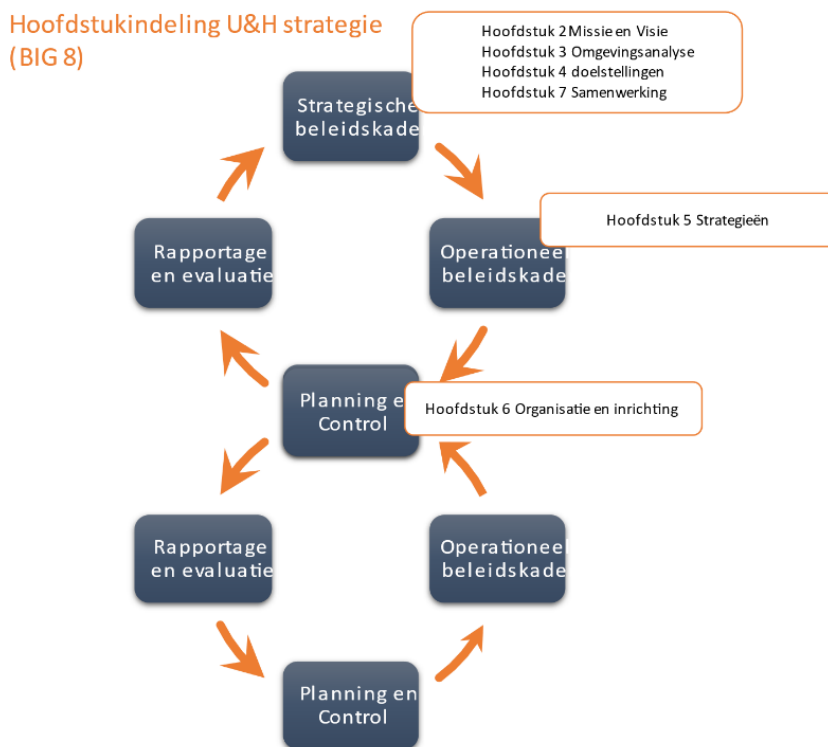 Hoofdstukindeling U&H strategie
(BIG 8)
Hoofdstuk 2 Missie en Visie
Hoofdstuk 3 Omgevingsanalyse
Hoofdstuk 4 doelstellingen
Hoofdstuk 7 Samenwerking
Strategische
beleidskade
Hoofdstuk 5 Strategieën
Rapportage
en evaluatie
Operationeel
beleidskade
Planning e
Control
Hoofdstuk 6 Organisatie en inrichting
Rapportage
en evaluatie
Operationeel
beleidskade
Planning en
Control